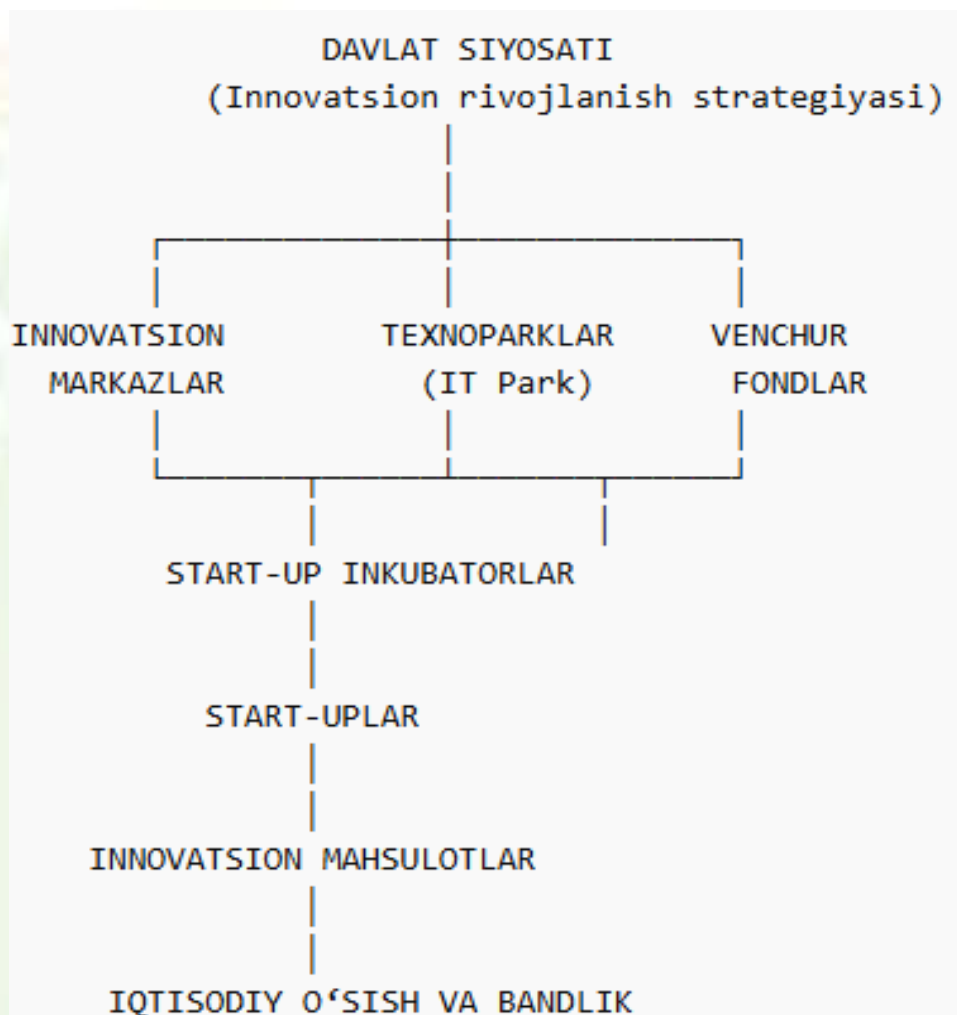 DAVLAT SIYOSATI
(Innovatsion rivojlanish strategiyasi)
INNOVATSION TEXNOPARKLAR VENCHUR
MARKAZLAR (IT Park) FONDLAR
START-UP INKUBATORLAR
START-UPLAR
INNOVATSION MAHSULOTLAR
IQTISODIY O‘SISH VA BANDLIK